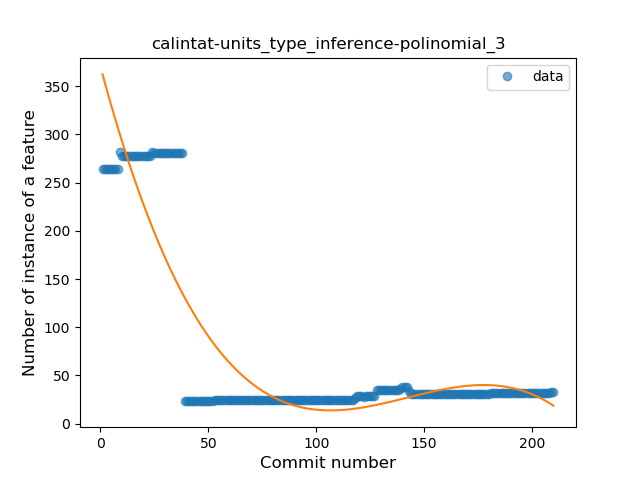 calintat-units_type_inference-polinomial_3
data
Number of instance of a feature
350
300
250
200
150
100
50
0
0 50 100 150 200
Commit number